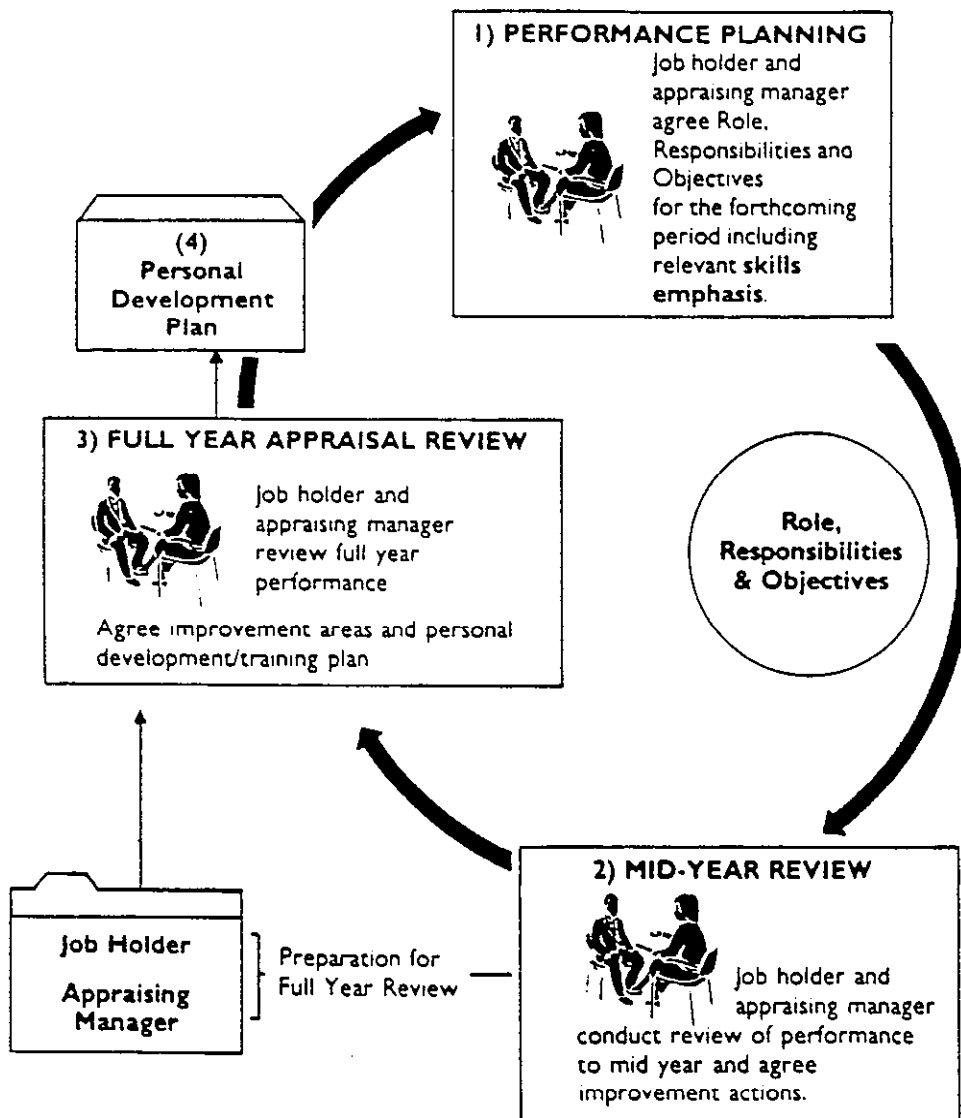 1) PERFORMANCE PLANNING
Job holder and
appraising manager
agree Role,
Responsibilities and
Objectives
for the forthcoming
period including
relevant skills
emphasis.
(4)
Personal
Development
Plan
3) FULL YEAR APPRAISAL REVIEW
Job holder and
appraising manager
review full year
performance
Agree improvement areas and personal
development/training plan
Role,
Responsibilities
& Objectives
2) MID-YEAR REVIEW
Job holder and
appraising manager
conduct review of performance
to mid year and agree
improvement actions.
Job Holder
Appraising
Manager
Preparation for
Full Year Review